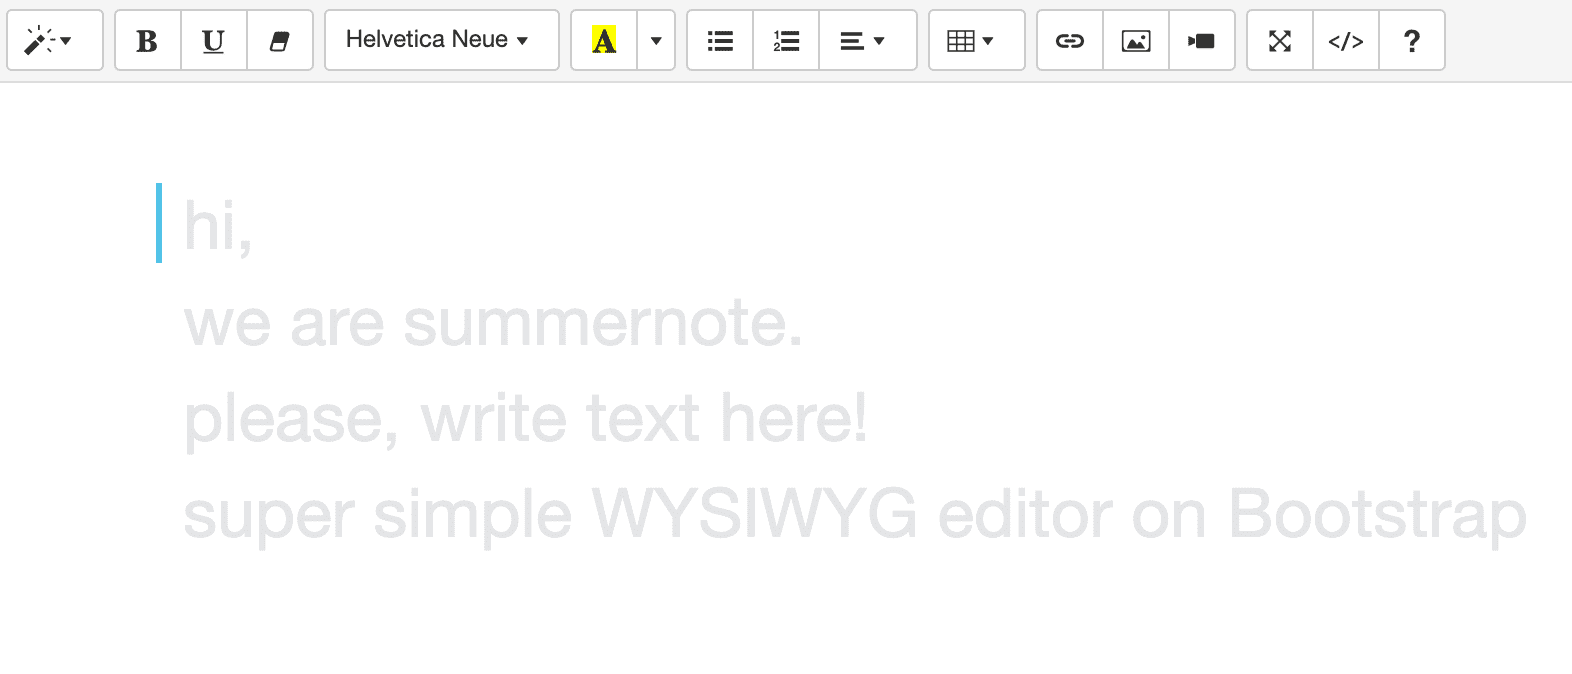 B U Helvetica Neue A </> ?
hi,
we are summernote.
please, write text here!
super simple WYSIWYG editor on Bootstrap